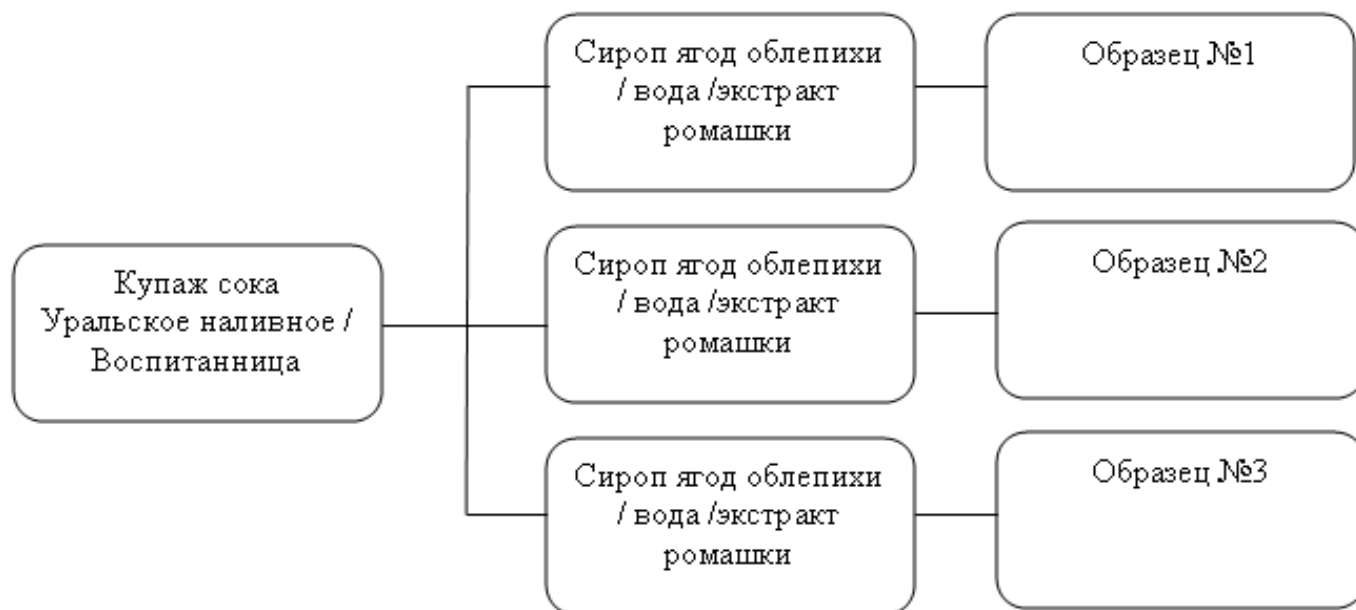 Купаж сока
Уральское наливное /
Воспитанница
Сироп ягод облепихи
/ вода /экстракт
ромашки
Образец №1
Сироп ягод облепихи
/ вода /экстракт
ромашки
Образец №2
Сироп ягод облепихи
/ вода /экстракт
ромашки
Образец №3